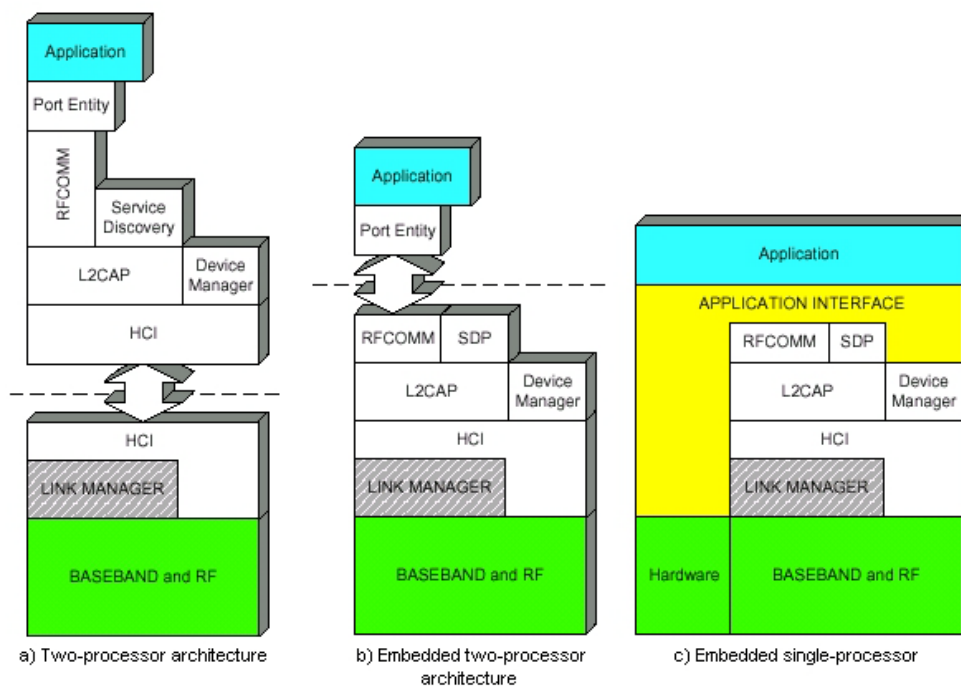 Application
Port Entity
RFCOMM
Service
Discovery
L2CAP
Device
Manager
HCI
HCI
LINK MANAGER
BASEBAND and RF
a) Two-processor architecture
Application
Port Entity
RFCOMM
SDP
L2CAP
Device
Manager
HCI
LINK MANAGER
BASEBAND and RF
b) Embedded two-processor
architecture
Application
APPLICATION INTERFACE
RFCOMM
SDP
L2CAP
Device
Manager
HCI
LINK MANAGER
Hardware
BASEBAND and RF
c) Embedded single-processor